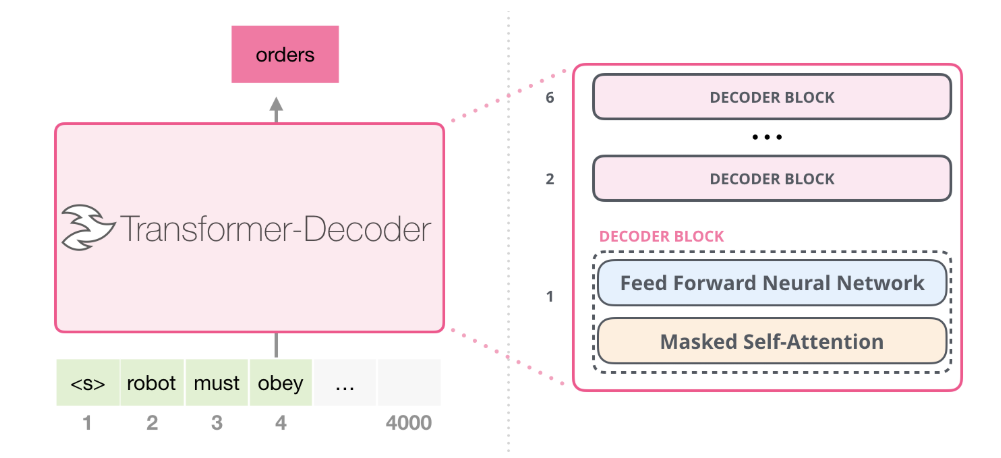 orders
Transformer-Decoder
<s> robot must obey ...
1 2 3 4 4000
6 DECODER BLOCK
...
2 DECODER BLOCK
DECODER BLOCK
1
Feed Forward Neural Network
Masked Self-Attention